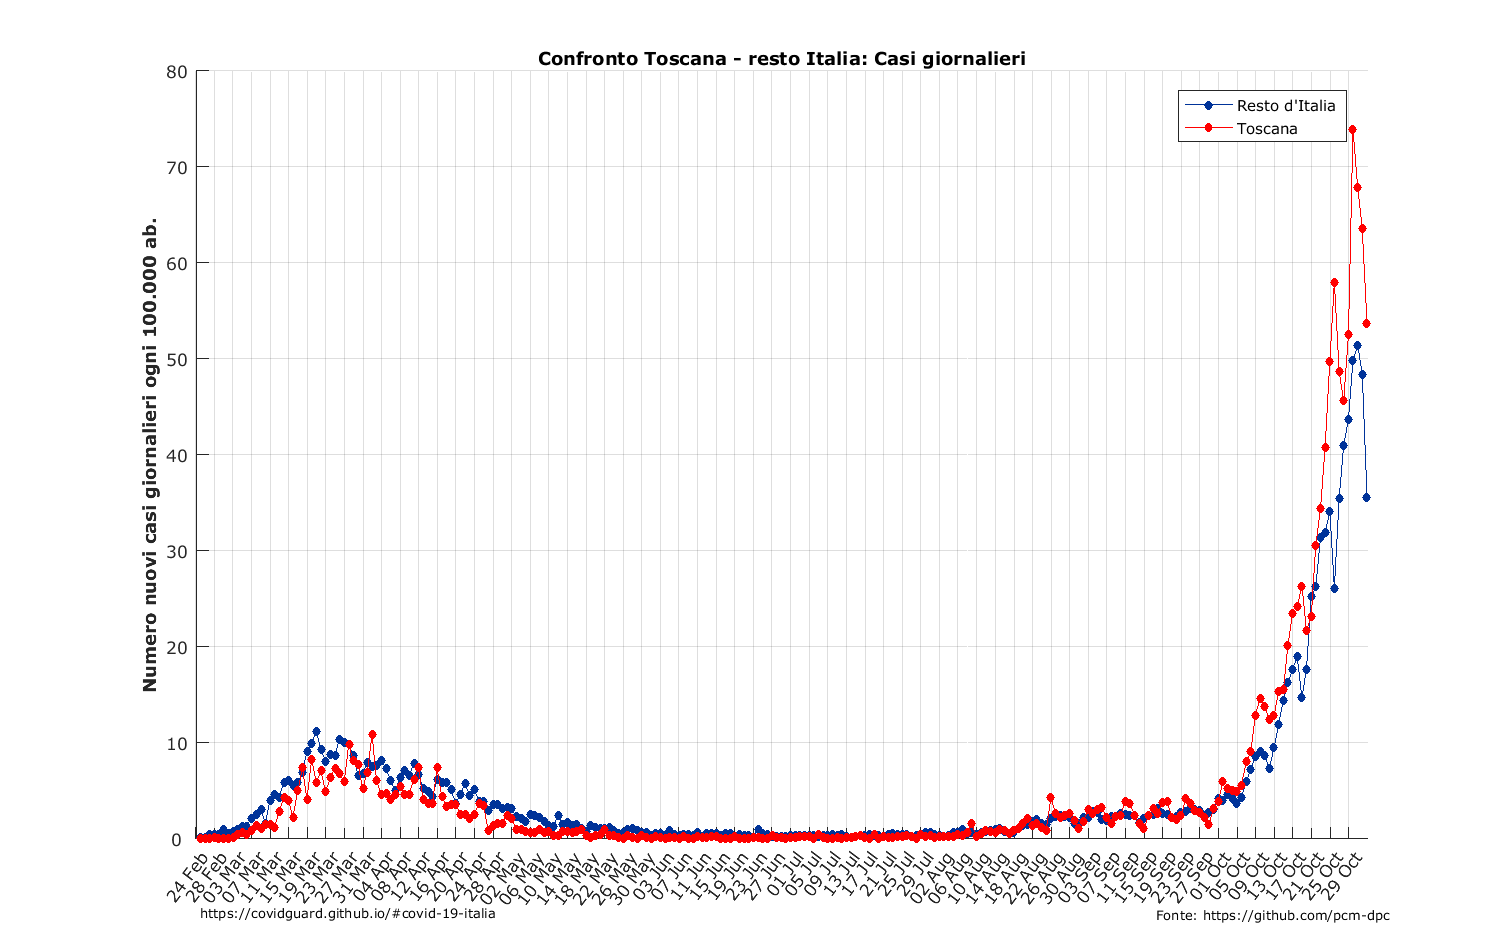 Confronto Toscana - resto Italia: Casi giornalieri
Resto d'Italia
Toscana
Numero nuovi casi giornalieri ogni 100.000 ab.
80
70
60
50
40
30
20
10
0
24 Feb
28 Feb
03 Mar
07 Mar
11 Mar
15 Mar
19 Mar
23 Mar
27 Mar
31 Mar
04 Apr
08 Apr
12 Apr
16 Apr
20 Apr
24 Apr
28 Apr
02 May
06 May
10 May
14 May
18 May
22 May
26 May
30 May
03 Jun
07 Jun
11 Jun
15 Jun
19 Jun
23 Jun
27 Jun
01 Jul
05 Jul
09 Jul
13 Jul
17 Jul
21 Jul
25 Jul
29 Jul
02 Aug
06 Aug
10 Aug
14 Aug
18 Aug
22 Aug
26 Aug
30 Aug
03 Sep
07 Sep
11 Sep
15 Sep
19 Sep
23 Sep
27 Sep
01 Oct
05 Oct
09 Oct
13 Oct
17 Oct
21 Oct
25 Oct
29 Oct
https://covidguard.github.io/#covid-19-italia
Fonte: https://github.com/pcm-dpc